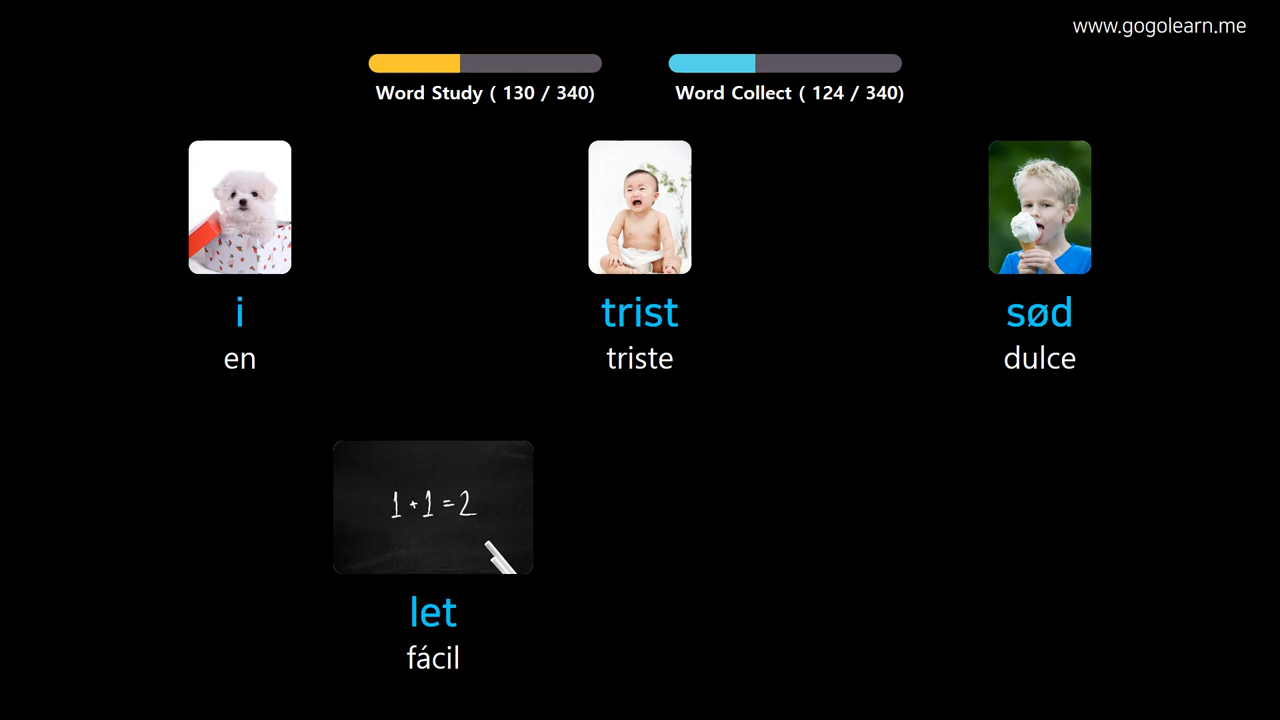 www.gogolearn.me
Word Study ( 130 / 340)
Word Collect ( 124 / 340)
i
en
trist
triste
sød
dulce
1+1=2
let
fácil